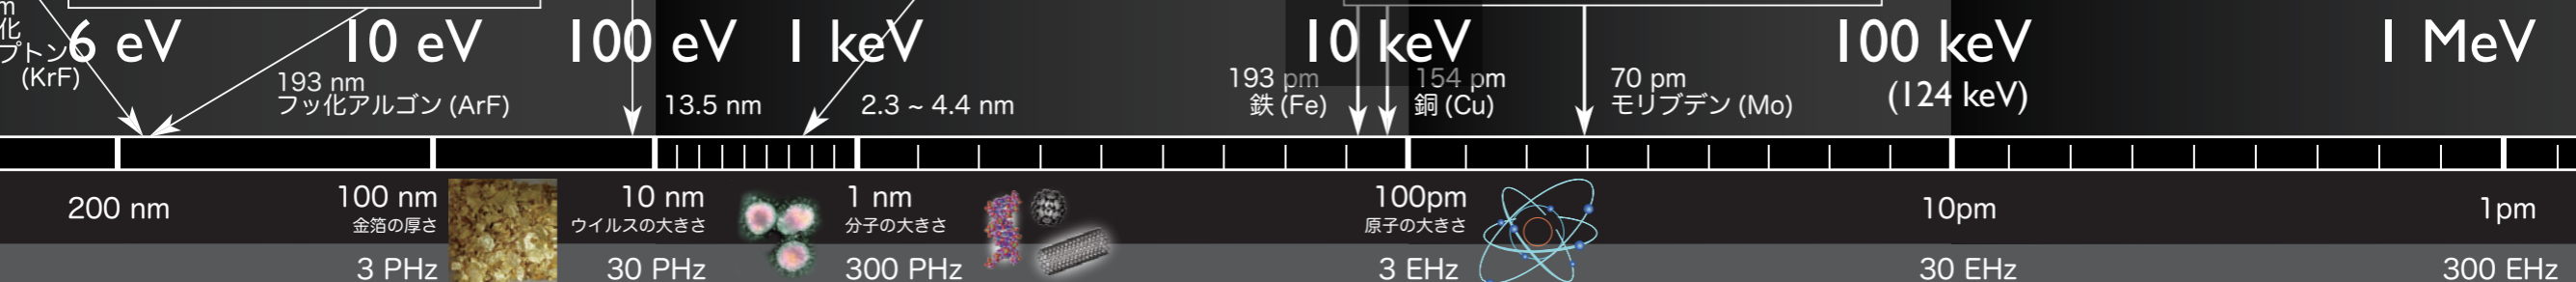 m
化
プトン
(KrF)
6 eV
10 eV
100 eV
1 keV
10 keV
100 keV
(124 keV)
1 MeV
193 nm
フッ化アルゴン (ArF)
13.5 nm
2.3 ~ 4.4 nm
193 pm
鉄 (Fe)
154 pm
銅 (Cu)
70 pm
モリブデン (Mo)
200 nm
100 nm
金箔の厚さ
10 nm
ウイルスの大きさ
1 nm
分子の大きさ
100pm
原子の大きさ
10pm
1pm
3 PHz
30 PHz
300 PHz
3 EHz
30 EHz
300 EHz